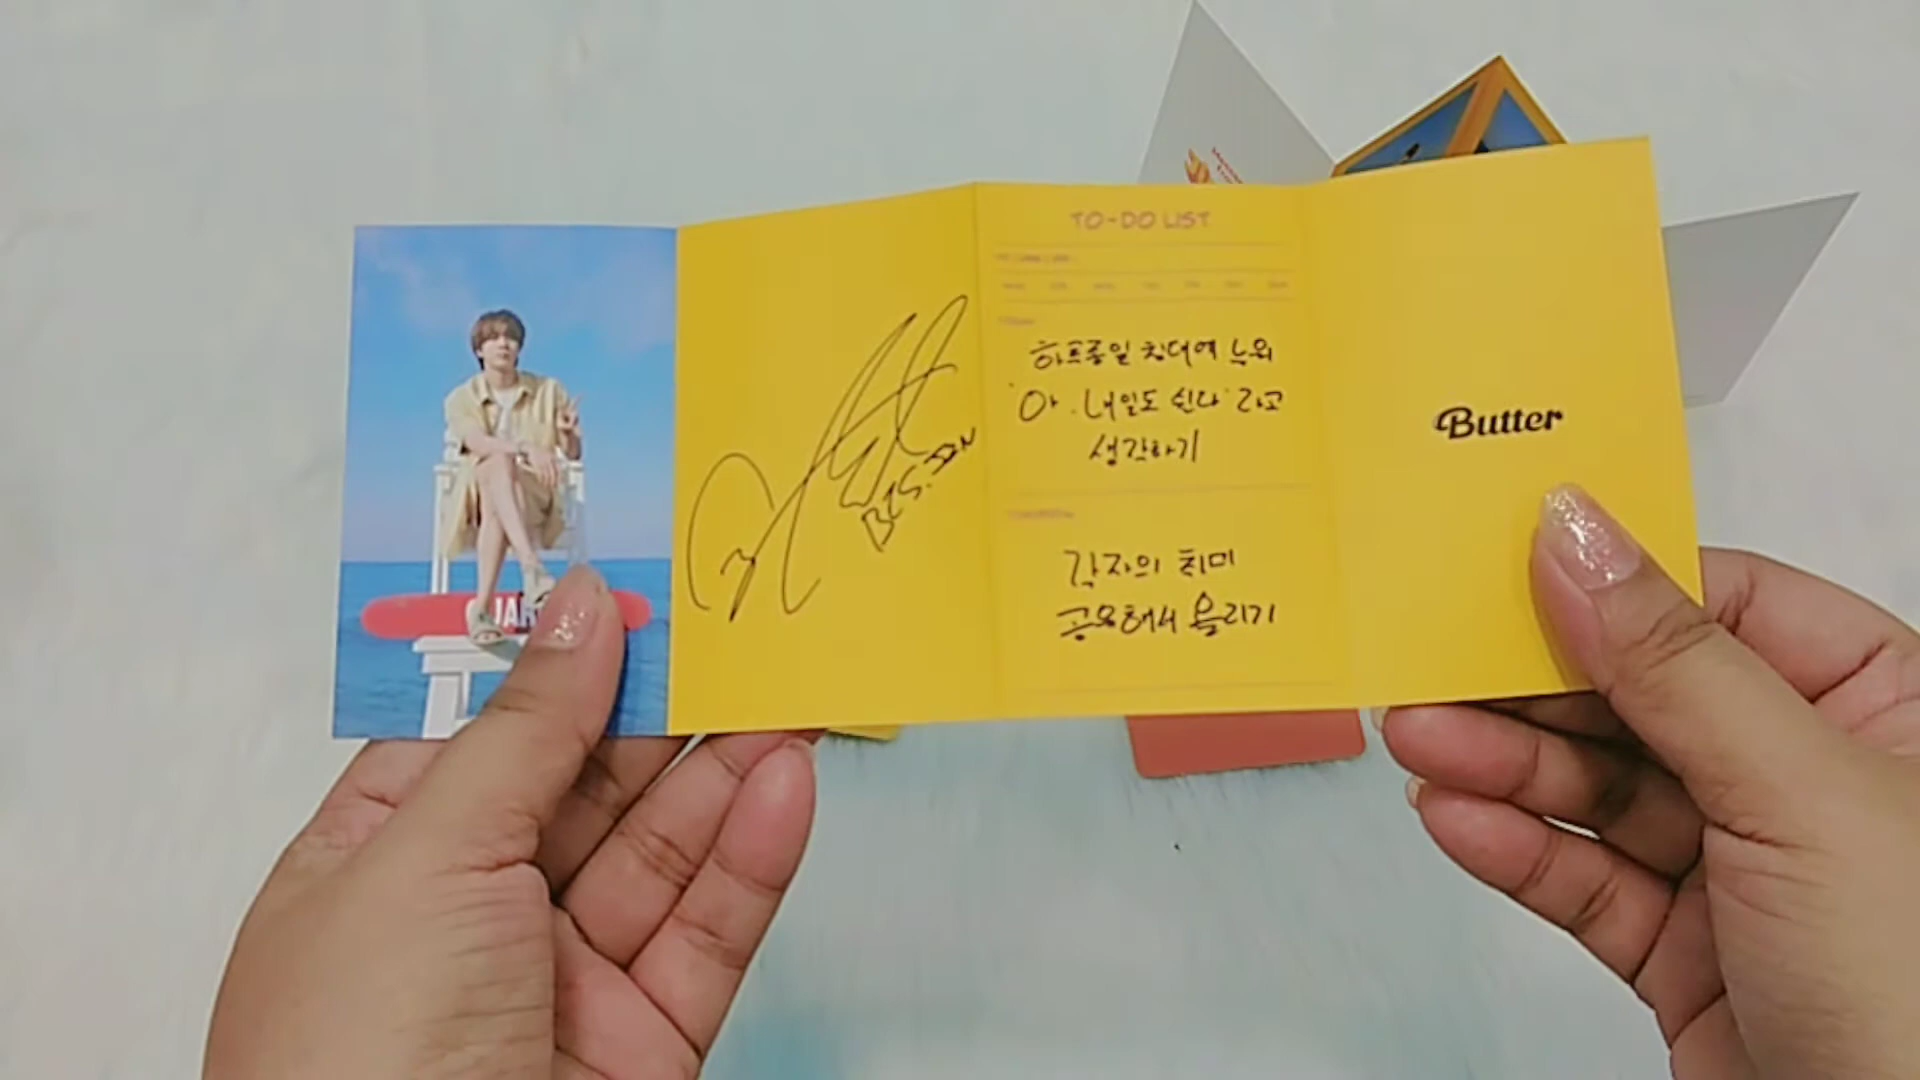 BTS. JIN
TO-DO LIST
하루종일 침대에 누워
'아, 내일도 쉰다' 라고
생각하기
각자의 취미
공유해서 올리기
Butter